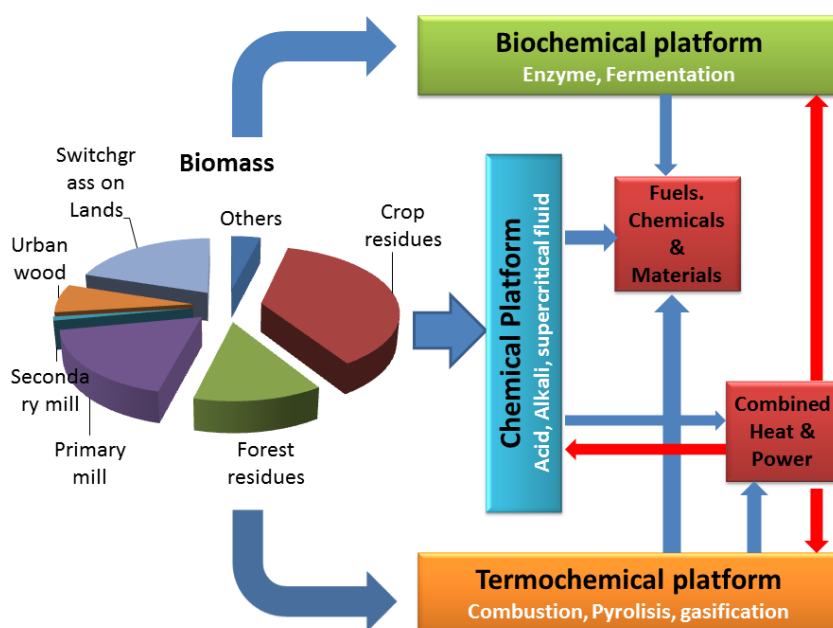 Biochemical platform
Enzyme, Fermentation
Biomass
Switchgr
ass on
Lands
Others
Crop
residues
Urban
wood
Seconda
ry mill
Primary
mill
Forest
residues
Chemical Platform
Acid, Alkali, supercritical fluid
Fuels.
Chemicals
&
Materials
Combined
Heat &
Power
Termochemical platform
Combustion, Pyrolisis, gasification